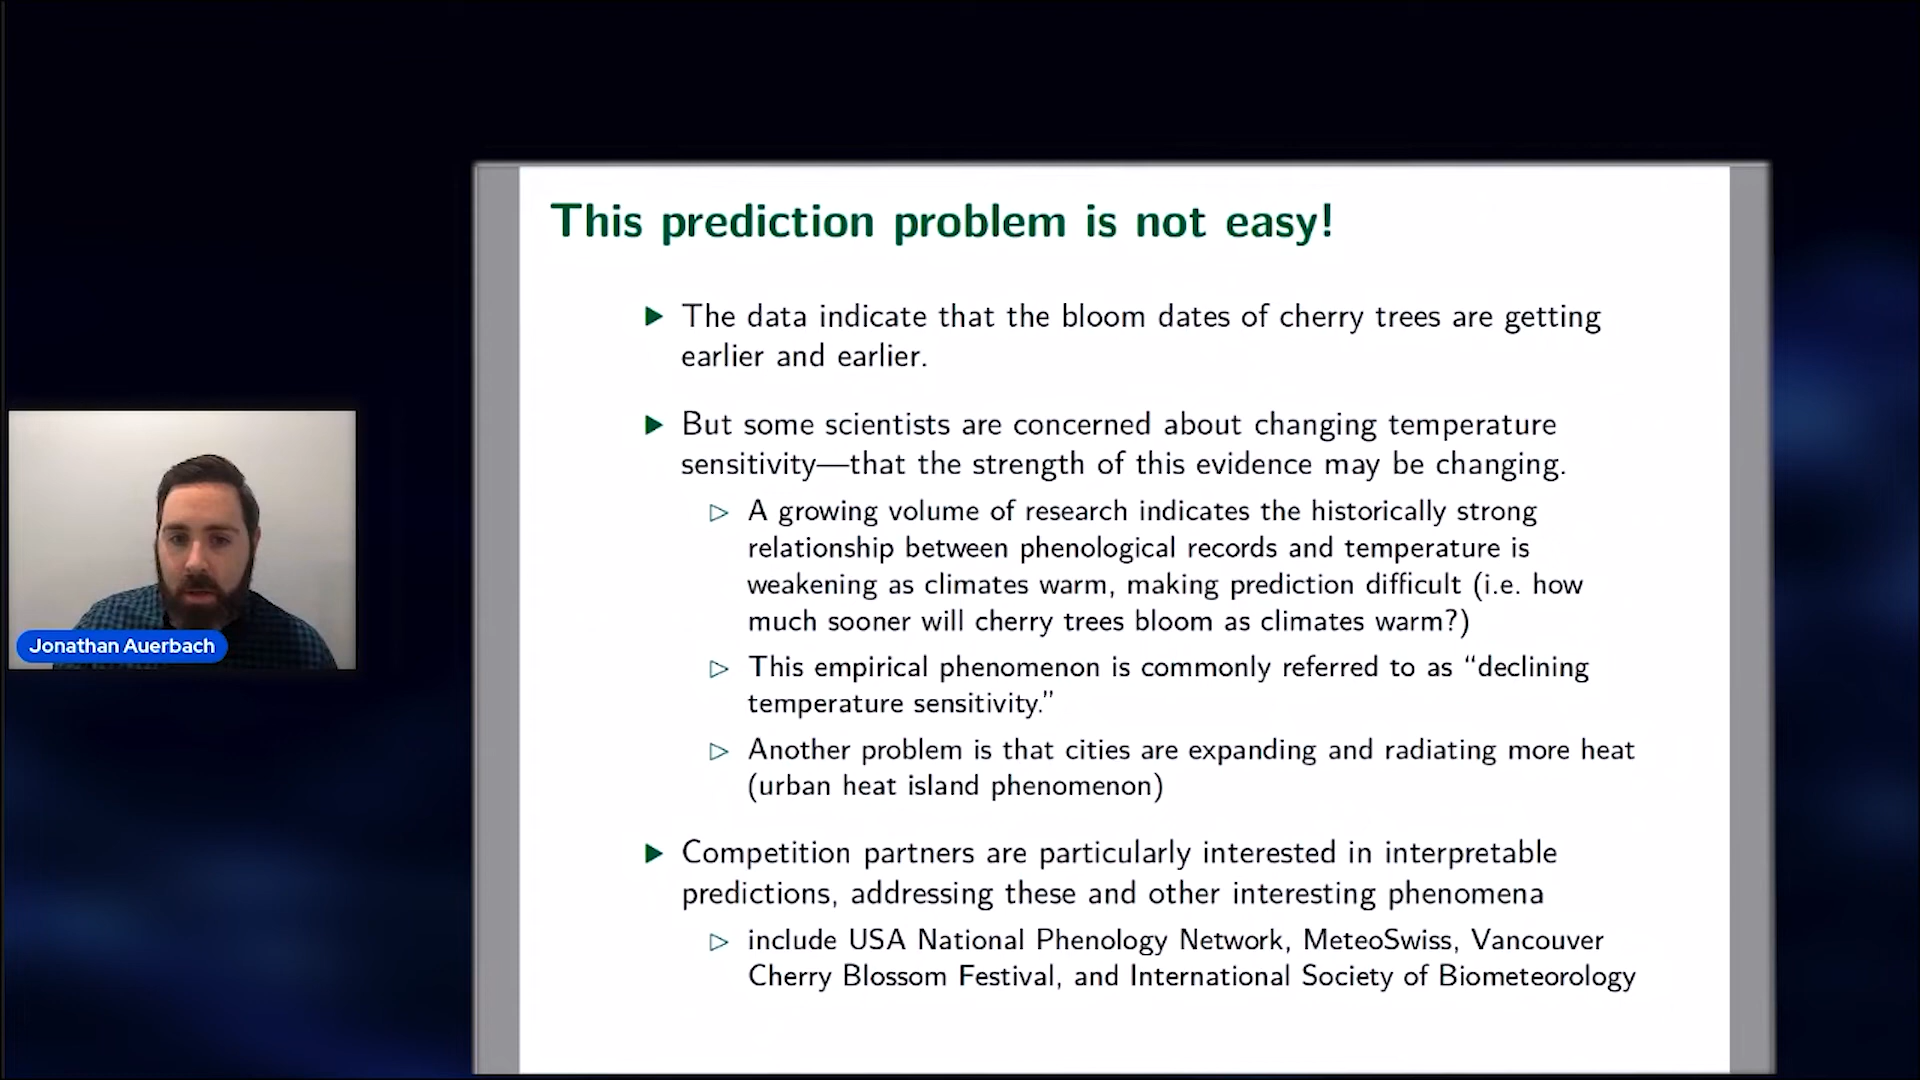 This prediction problem is not easy!
The data indicate that the bloom dates of cherry trees are getting
earlier and earlier.
But some scientists are concerned about changing temperature
sensitivity—that the strength of this evidence may be changing.
A growing volume of research indicates the historically strong
relationship between phenological records and temperature is
weakening as climates warm, making prediction difficult (i.e. how
much sooner will cherry trees bloom as climates warm?)
This empirical phenomenon is commonly referred to as “declining
temperature sensitivity.”
Another problem is that cities are expanding and radiating more heat
(urban heat island phenomenon)
Competition partners are particularly interested in interpretable
predictions, addressing these and other interesting phenomena
include USA National Phenology Network, MeteoSwiss, Vancouver
Cherry Blossom Festival, and International Society of Biometeorology
Jonathan Auerbach